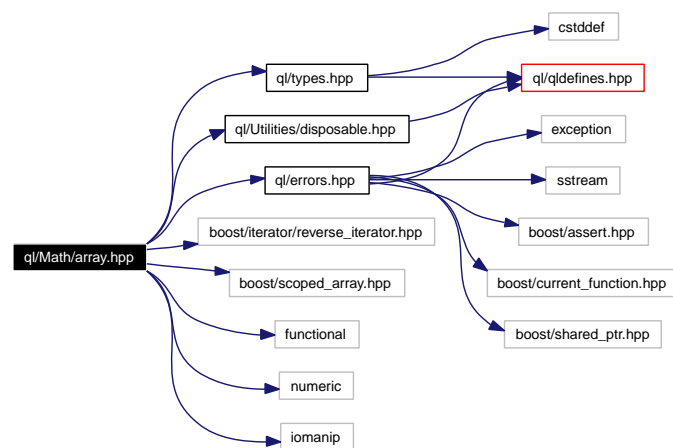 cstddef
ql/types.hpp
ql/qldefines.hpp
ql/Utilities/disposable.hpp
exception
ql/errors.hpp
sstream
boost/iterator/reverse_iterator.hpp
boost/assert.hpp
ql/Math/array.hpp
boost/scoped_array.hpp
boost/current_function.hpp
functional
boost/shared_ptr.hpp
numeric
iomanip